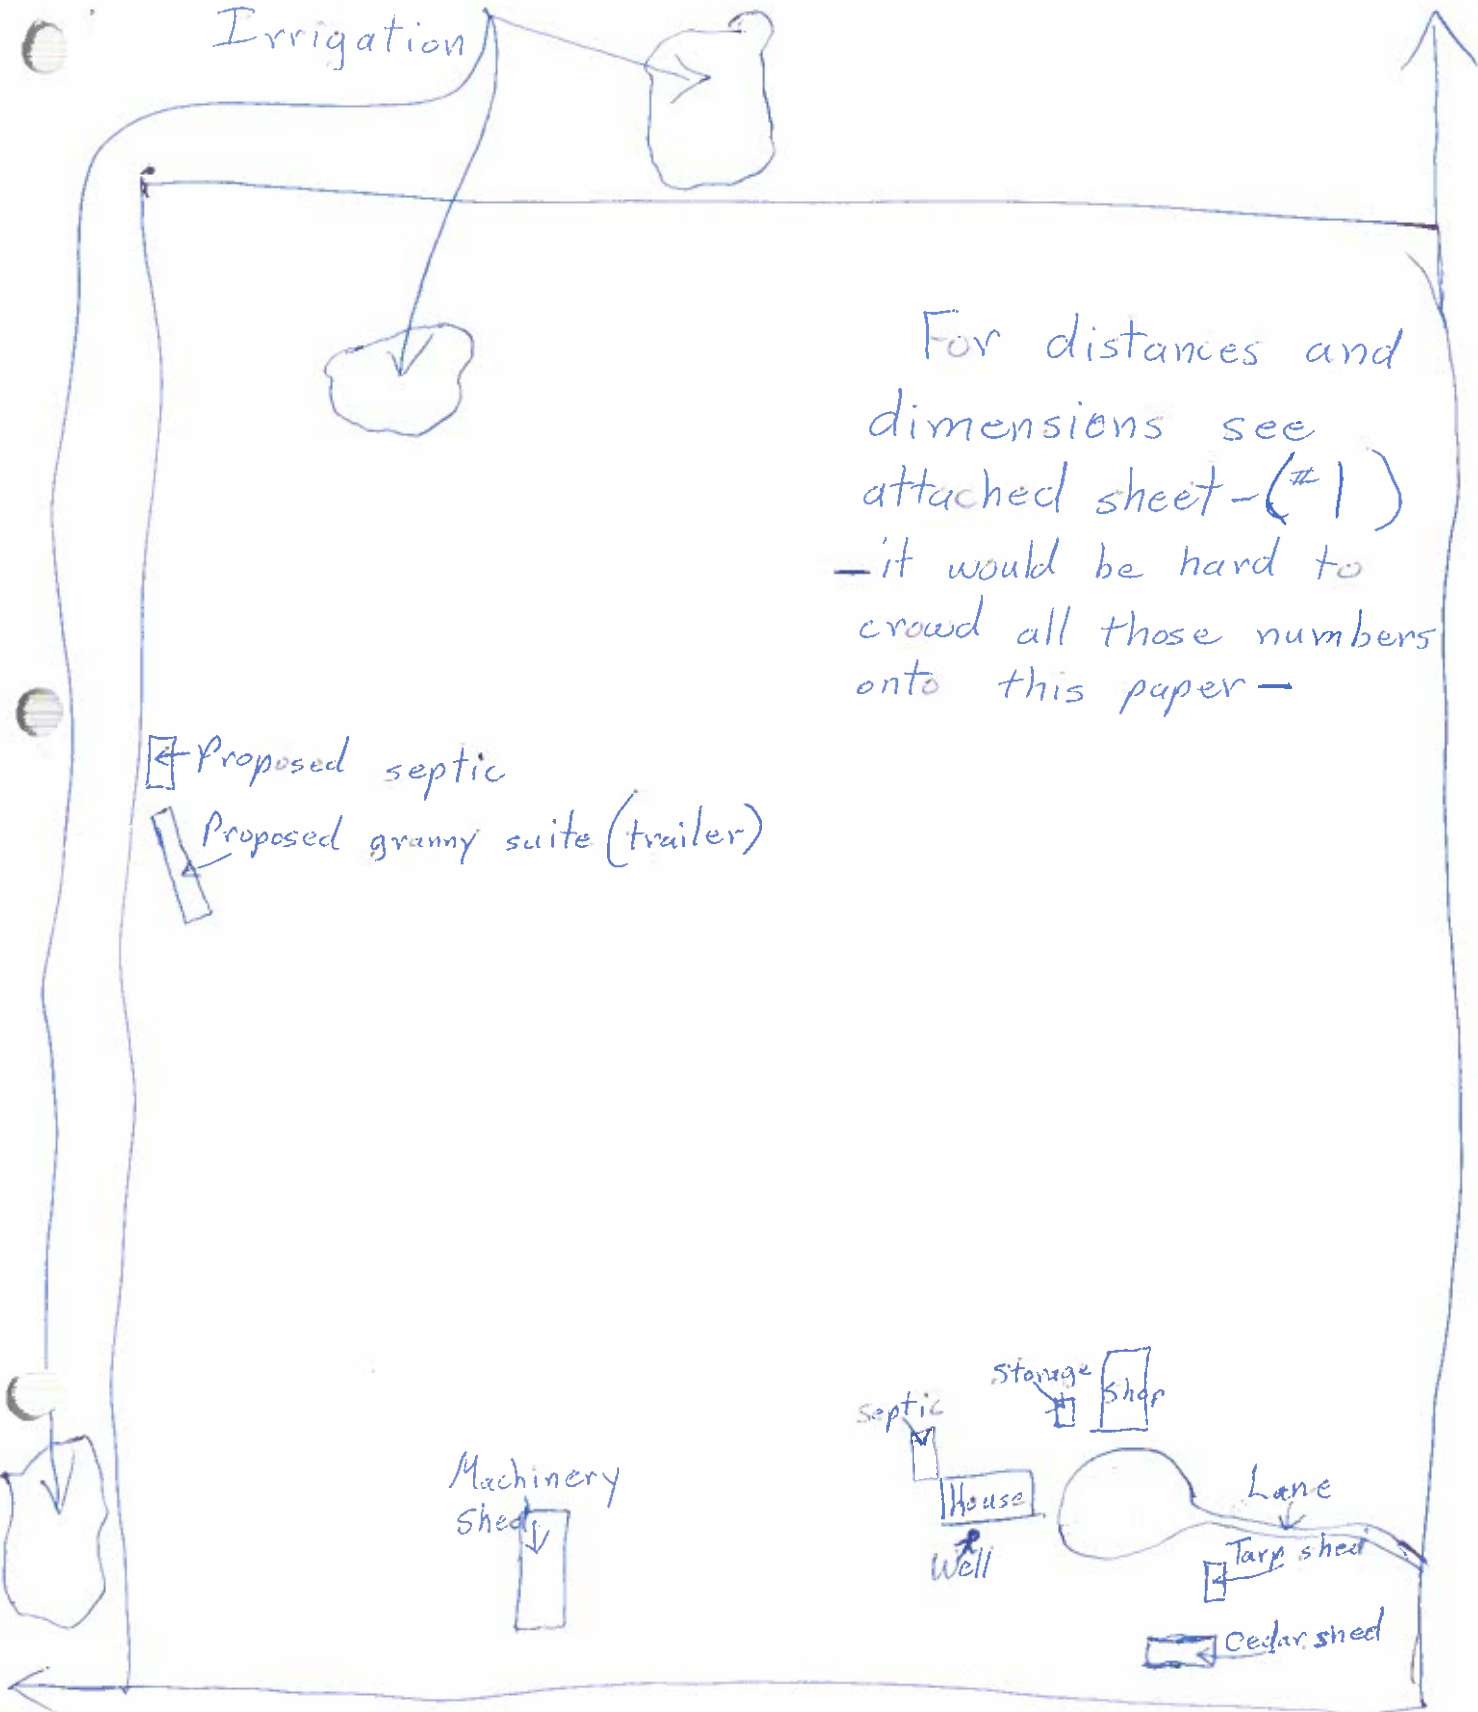 Irrigation
For distances and
dimensions see
attached sheet-(#1)
-it would be hard to
crowd all those numbers
onto this paper-
Proposed septic
Proposed granny suite (trailer)
Storage
Shop
Septic
House
Well
Machinery
Shed
Lane
Tarp shed
Cedar shed